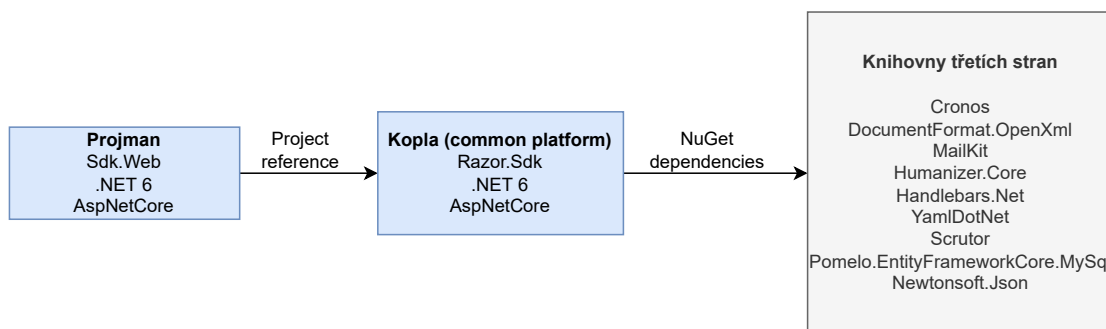 Projman
Sdk.Web
.NET 6
AspNetCore
Project
reference
Kopla (common platform)
Razor.Sdk
.NET 6
AspNetCore
NuGet
dependencies
Knihovny třetích stran
Cronos
DocumentFormat.OpenXml
MailKit
Humanizer.Core
Handlebars.Net
YamlDotNet
Scrutor
Pomelo.EntityFrameworkCore.MySq
Newtonsoft.Json